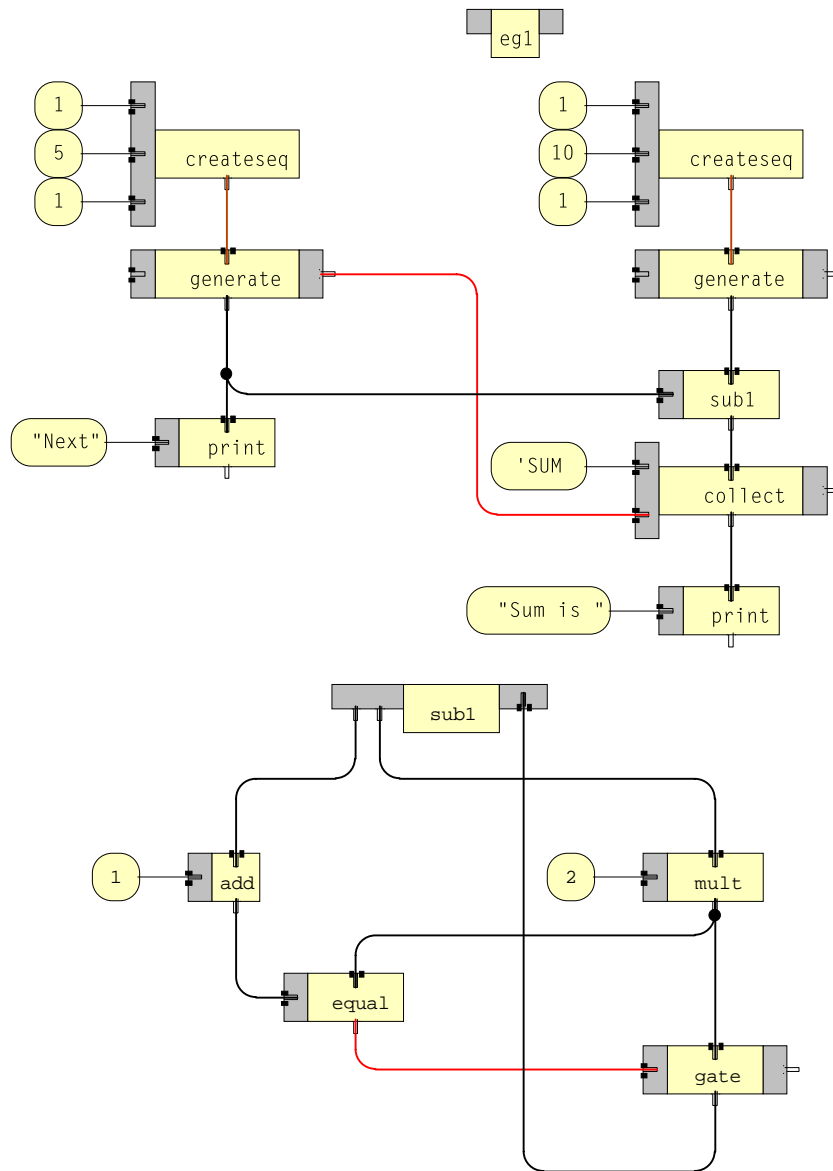 eg1
1
1
5
createseq
10
createseq
1
1
generate
generate
sub1
"Next"
print
'SUM
collect
"Sum is "
print
sub1
1
add
2
mult
equal
gate